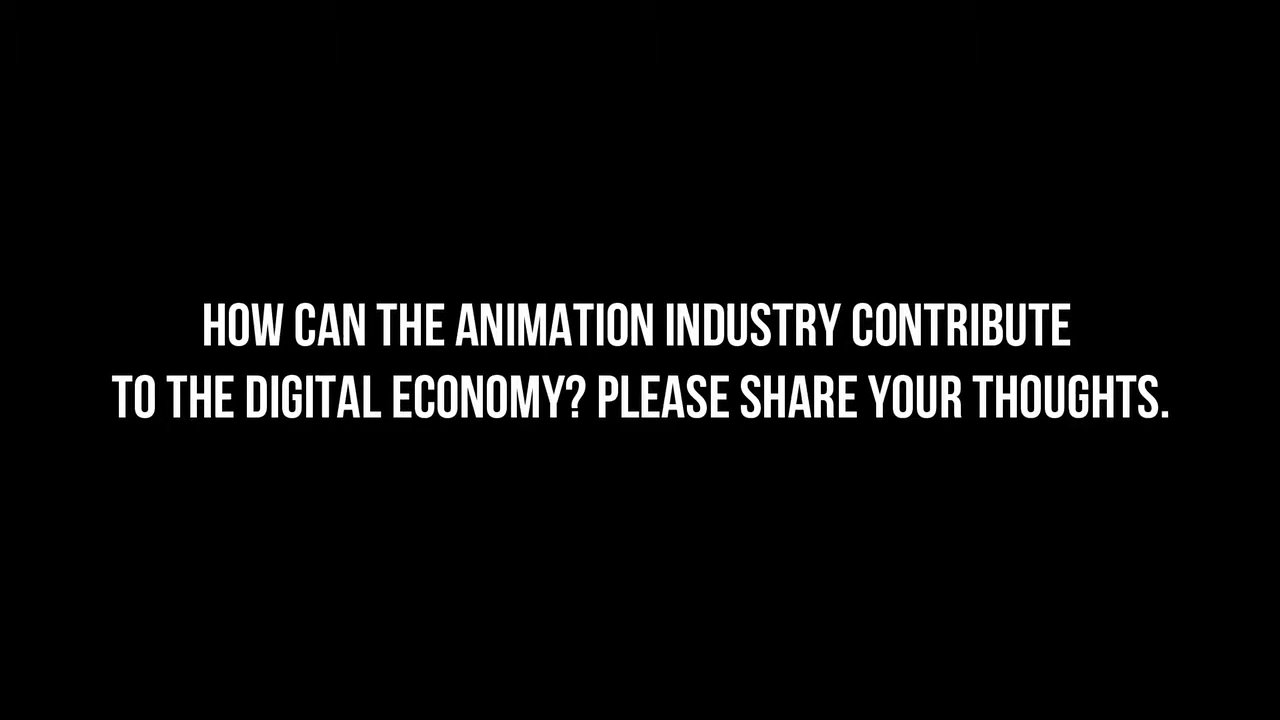 HOW CAN THE ANIMATION INDUSTRY CONTRIBUTE
TO THE DIGITAL ECONOMY? PLEASE SHARE YOUR THOUGHTS.